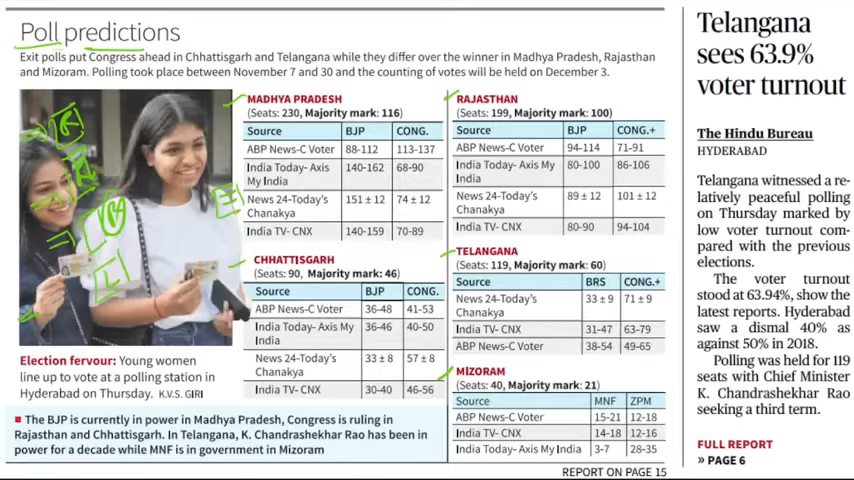 Poll predictions
Exit polls put Congress ahead in Chhattisgarh and Telangana while they differ over the winner in Madhya Pradesh, Rajasthan
and Mizoram. Polling took place between November 7 and 30 and the counting of votes will be held on December 3.
Election fervour: Young women
line up to vote at a polling station in
Hyderabad on Thursday. K.V.S. GIRI
MADHYA PRADESH
(Seats: 230, Majority mark: 116)
Source BJP CONG.
ABP News-C Voter 88-112 113-137
India Today- Axis My India 140-162 68-90
News 24-Today's Chanakya 151 ± 12 74 ± 12
India TV- CNX 140-159 70-89
CHHATTISGARH
(Seats: 90, Majority mark: 46)
Source BJP CONG.
ABP News-C Voter 36-48 41-53
India Today- Axis My India 36-46 40-50
News 24-Today's Chanakya 33 ± 8 57 ± 8
India TV- CNX 30-40 46-56
RAJASTHAN
(Seats: 199, Majority mark: 100)
Source BJP CONG.+
ABP News-C Voter 94-114 71-91
India Today- Axis My India 80-100 86-106
News 24-Today's Chanakya 89 ± 12 101 ± 12
India TV- CNX 80-90 94-104
TELANGANA
(Seats: 119, Majority mark: 60)
Source BRS CONG.+
News 24-Today's Chanakya 33 ± 9 71 ± 9
India TV- CNX 31-47 63-79
ABP News-C Voter 38-54 49-65
MIZORAM
(Seats: 40, Majority mark: 21)
Source MNF ZPM
ABP News-C Voter 15-21 12-18
India TV- CNX 14-18 12-16
India Today- Axis My India 3-7 28-35
The BJP is currently in power in Madhya Pradesh, Congress is ruling in
Rajasthan and Chhattisgarh. In Telangana, K. Chandrashekhar Rao has been in
power for a decade while MNF is in government in Mizoram
REPORT ON PAGE 15
Telangana
sees 63.9%
voter turnout
The Hindu Bureau
HYDERABAD
Telangana witnessed a re-
latively peaceful polling
on Thursday marked by
low voter turnout com-
pared with the previous
elections.
The voter turnout
stood at 63.94%, show the
latest reports. Hyderabad
saw a dismal 40% as
against 50% in 2018.
Polling was held for 119
seats with Chief Minister
K. Chandrashekhar Rao
seeking a third term.
FULL REPORT
» PAGE 6